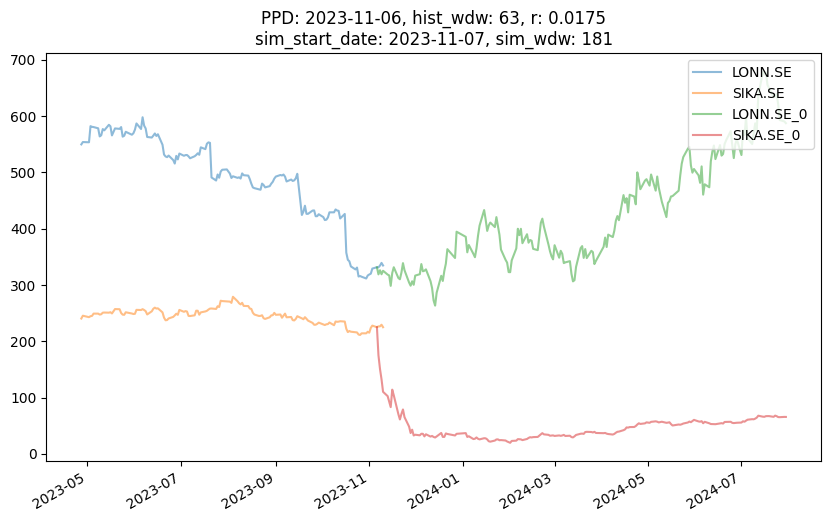 PPD: 2023-11-06, hist_wdw: 63, r: 0.0175
sim_start_date: 2023-11-07, sim_wdw: 181
700
600
500
400
300
200
100
0
LONN.SE
SIKA.SE
LONN.SE_0
SIKA.SE_0
2023-05
2023-07
2023-09
2023-11
2024-01
2024-03
2024-05
2024-07